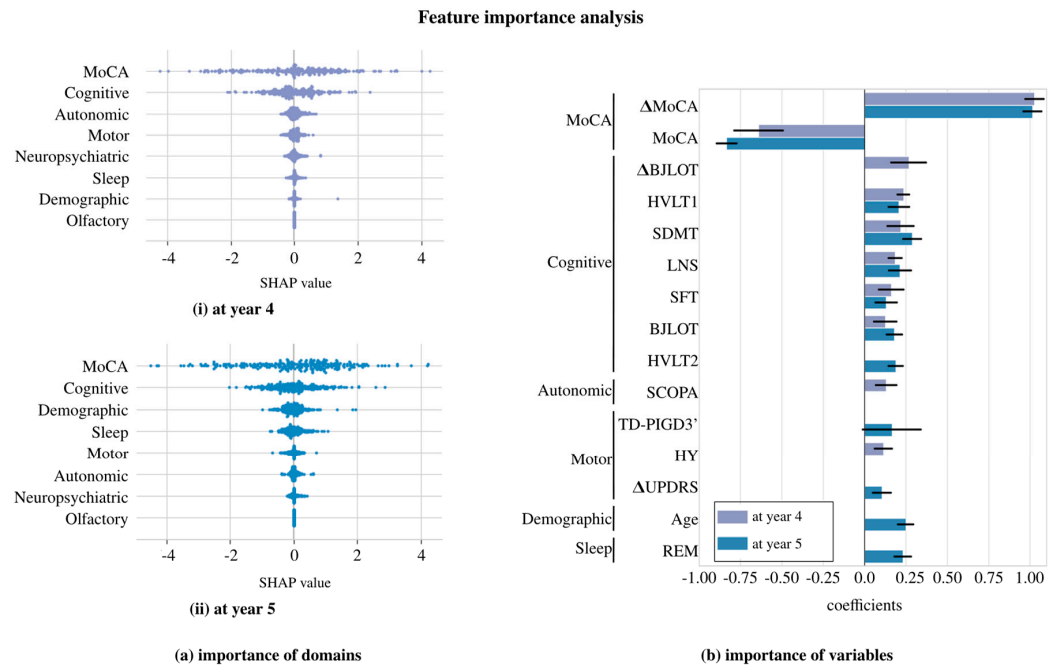 Feature importance analysis
MoCA
Cognitive
Autonomic
Motor
Neuropsychiatric
Sleep
Demographic
Olfactory
-4 -2 0 2 4
SHAP value
(i) at year 4
MoCA
Cognitive
Demographic
Sleep
Motor
Autonomic
Neuropsychiatric
Olfactory
-4 -2 0 2 4
SHAP value
(ii) at year 5
(a) importance of domains
MoCA
ΔMoCA
MoCA
Cognitive
ΔBJLOT
HVLT1
SDMT
LNS
SFT
BJLOT
HVLT2
Autonomic
SCOPA
Motor
TD-PIGD3’
HY
ΔUPDRS
Demographic
Age
Sleep
REM
at year 4
at year 5
-1.00 -0.75 -0.50 -0.25 0.0 0.25 0.50 0.75 1.00
coefficients
(b) importance of variables